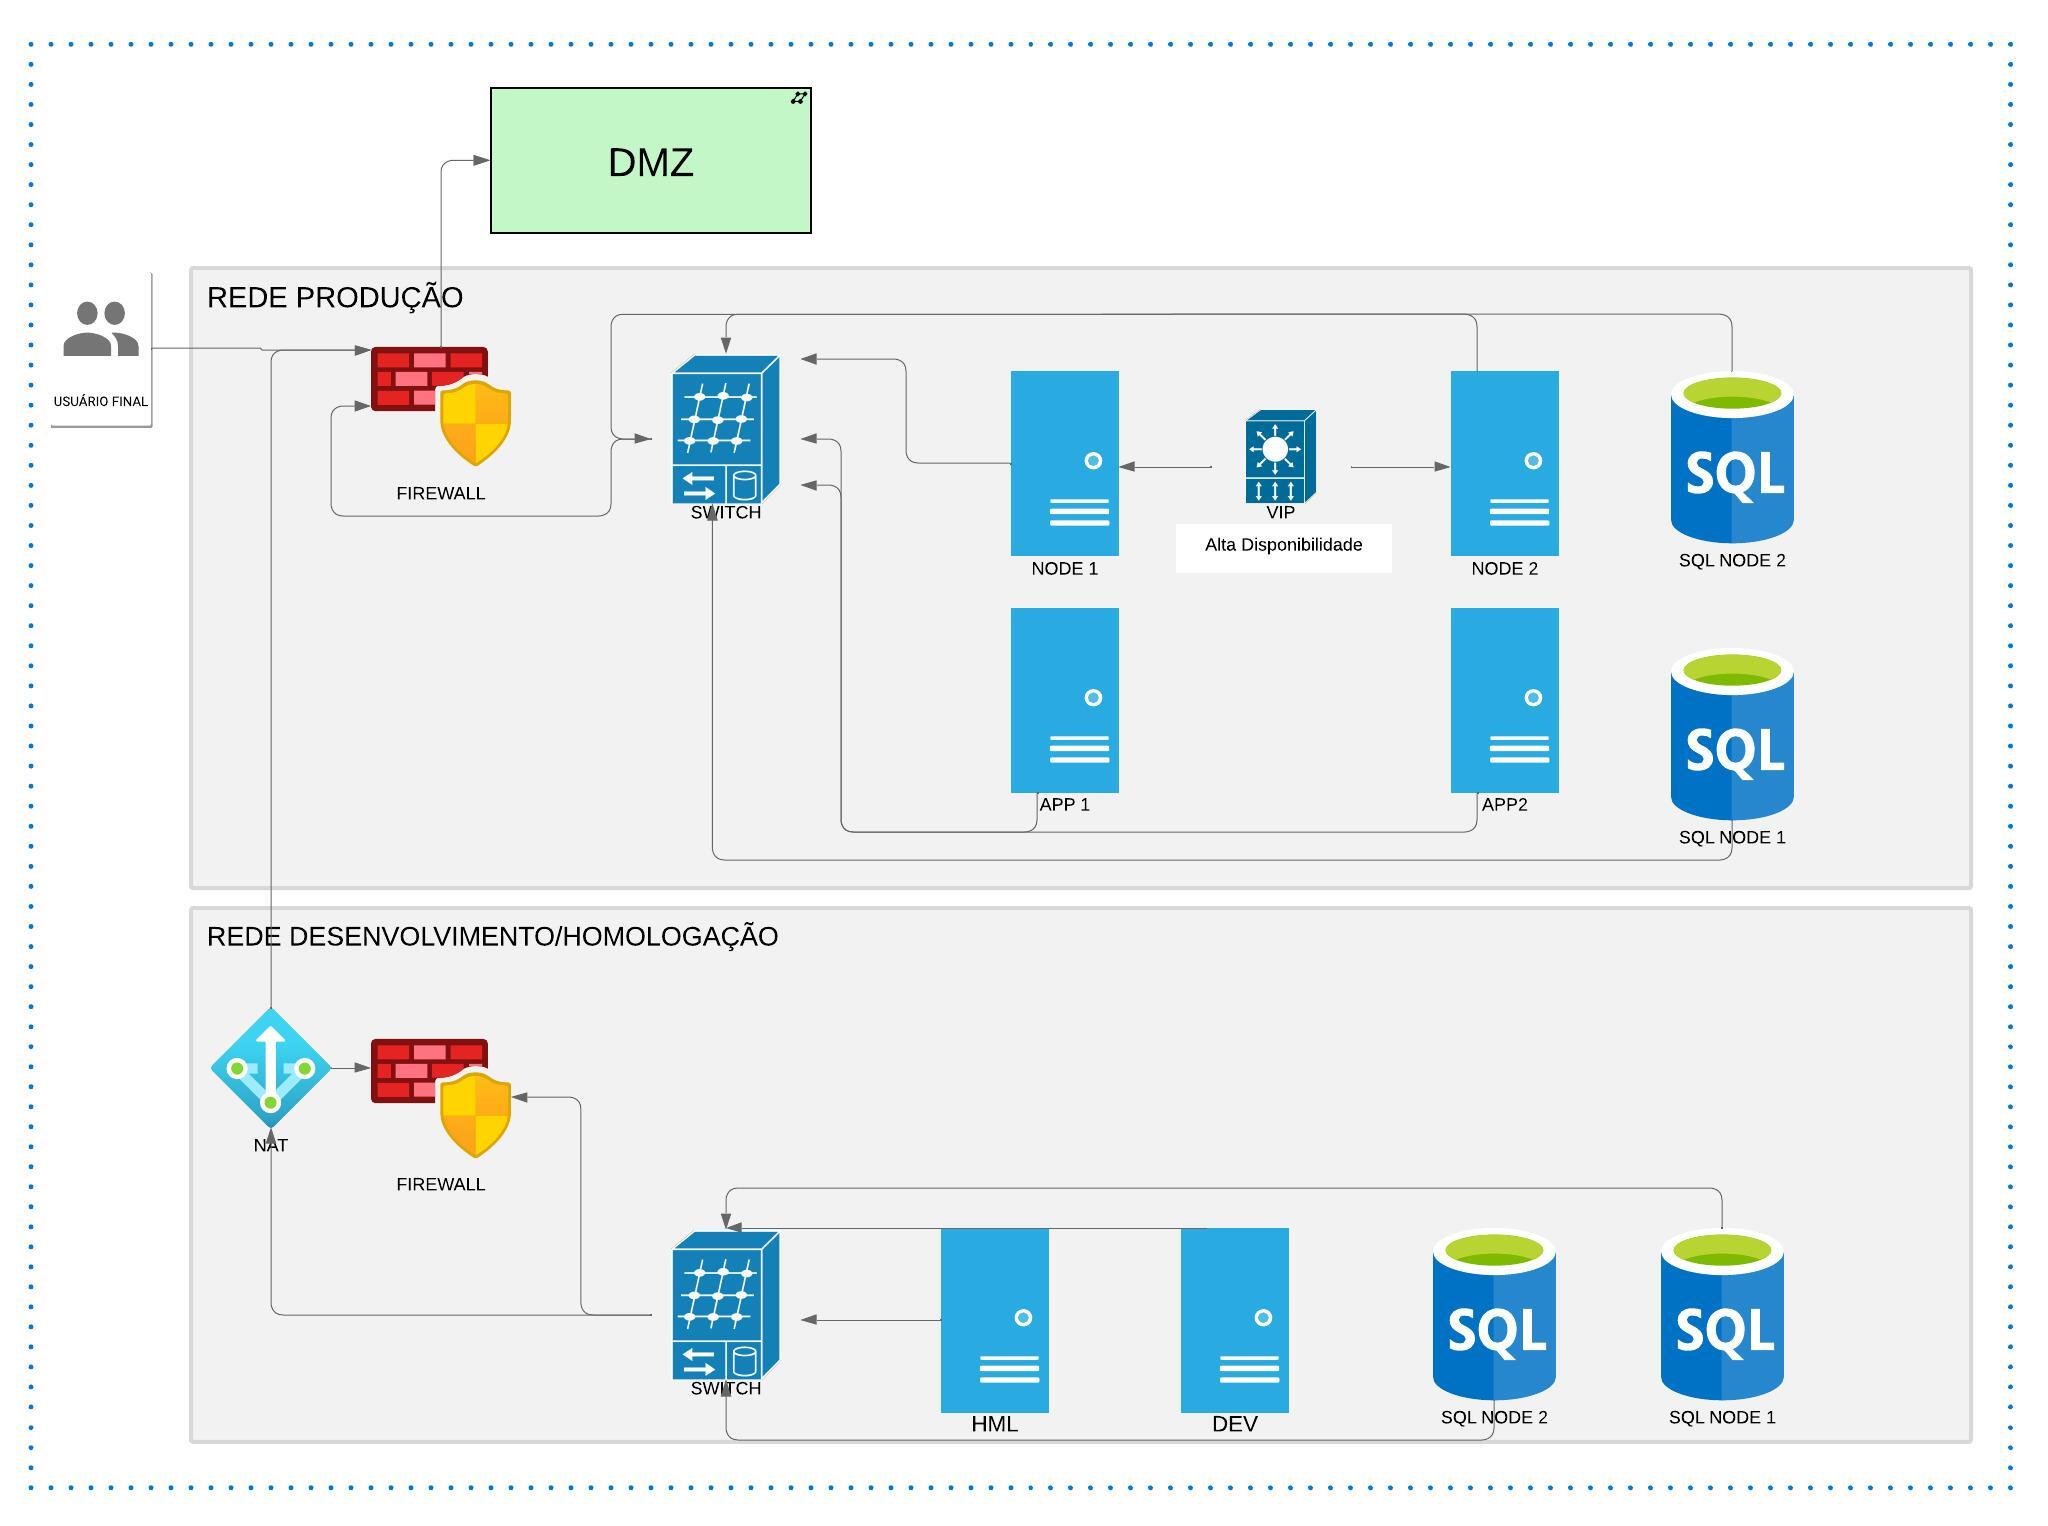 DMZ
REDE PRODUÇÃO
USUÁRIO FINAL
FIREWALL
SWITCH
VIP
Alta Disponibilidade
NODE 1
NODE 2
SQL
SQL NODE 2
APP 1
APP2
SQL
SQL NODE 1
REDE DESENVOLVIMENTO/HOMOLOGAÇÃO
NAT
FIREWALL
SWITCH
HML
DEV
SQL
SQL NODE 2
SQL
SQL NODE 1